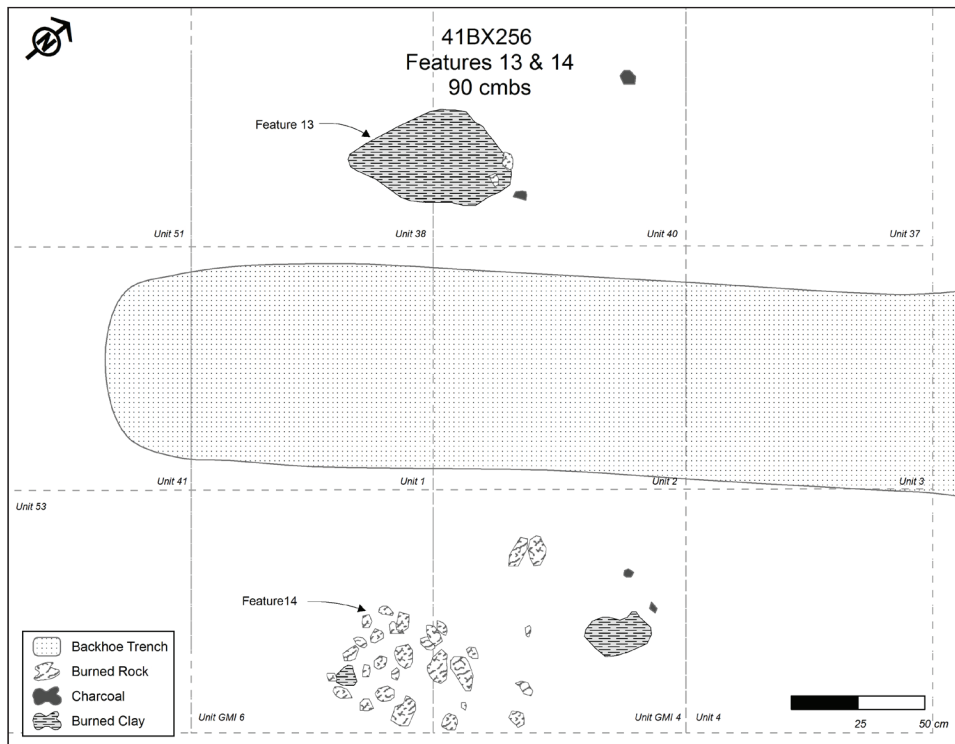 N
41BX256
Features 13 & 14
90 cmbs
Feature 13
Unit 51
Unit 38
Unit 40
Unit 37
Unit 41
Unit 1
Unit 2
Unit 3
Unit 53
Feature14
Backhoe Trench
Burned Rock
Charcoal
Burned Clay
Unit GMI 6
Unit GMI 4
Unit 4
25
50 cm